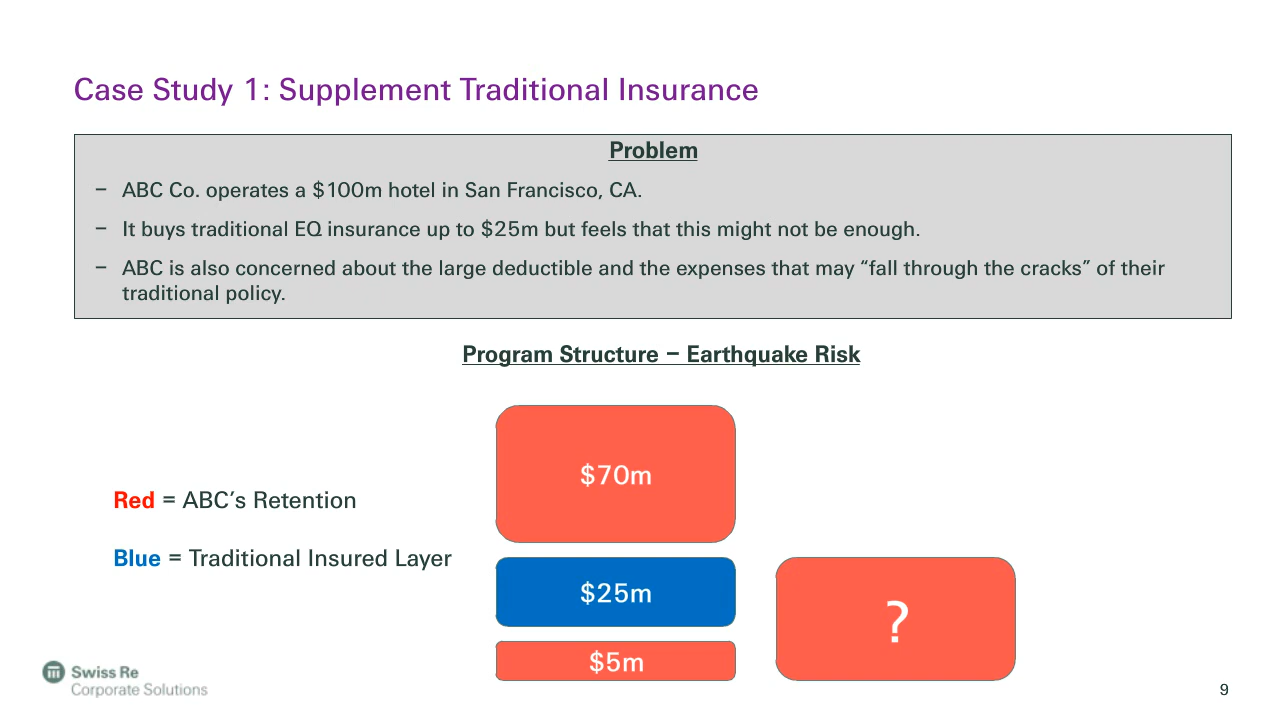 Case Study 1: Supplement Traditional Insurance
Problem
– ABC Co. operates a $100m hotel in San Francisco, CA.
– It buys traditional EQ insurance up to $25m but feels that this might not be enough.
– ABC is also concerned about the large deductible and the expenses that may “fall through the cracks” of their
traditional policy.
Program Structure – Earthquake Risk
$70m
Red = ABC’s Retention
Blue = Traditional Insured Layer
$25m
?
$5m
Swiss Re
Corporate Solutions
9